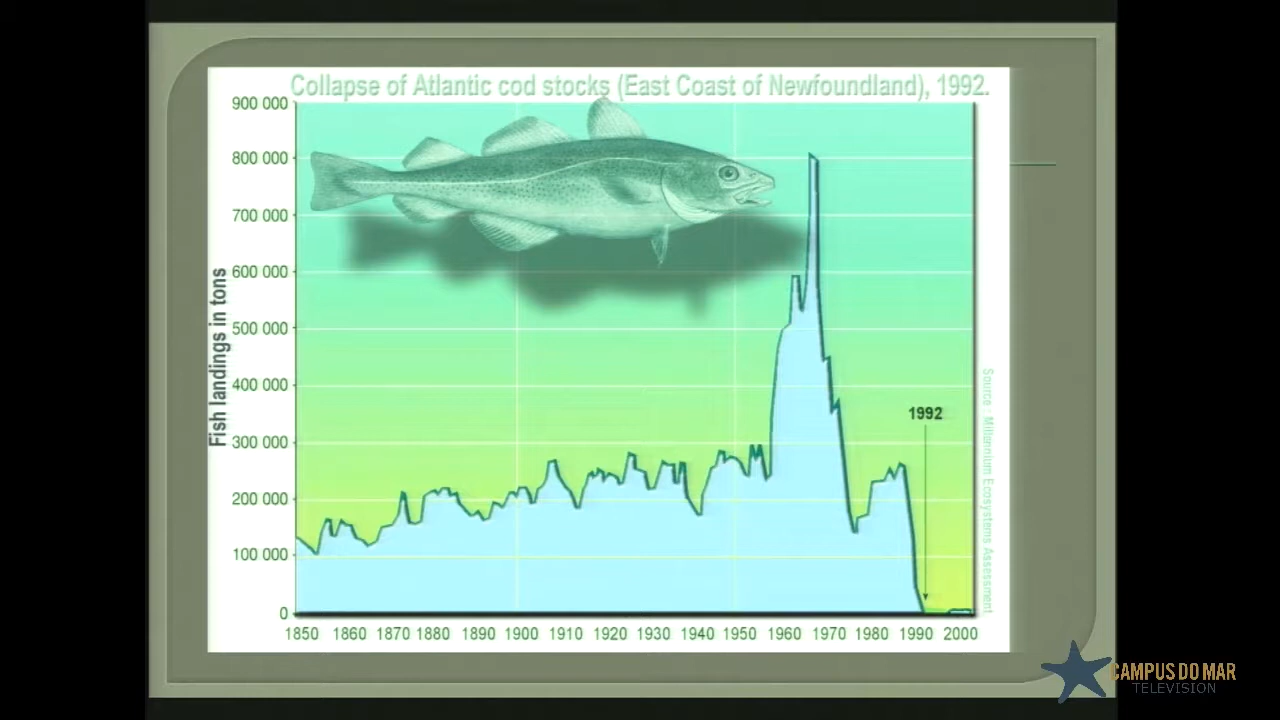 Collapse of Atlantic cod stocks (East Coast of Newfoundland), 1992.
Fish landings in tons
900 000
800 000
700 000
600 000
500 000
400 000
300 000
200 000
100 000
0
1992
1850 1860 1870 1880 1890 1900 1910 1920 1930 1940 1950 1960 1970 1980 1990 2000
Source : Millennium Ecosystems Assessment
CAMPUS DO MAR
TELEVISION